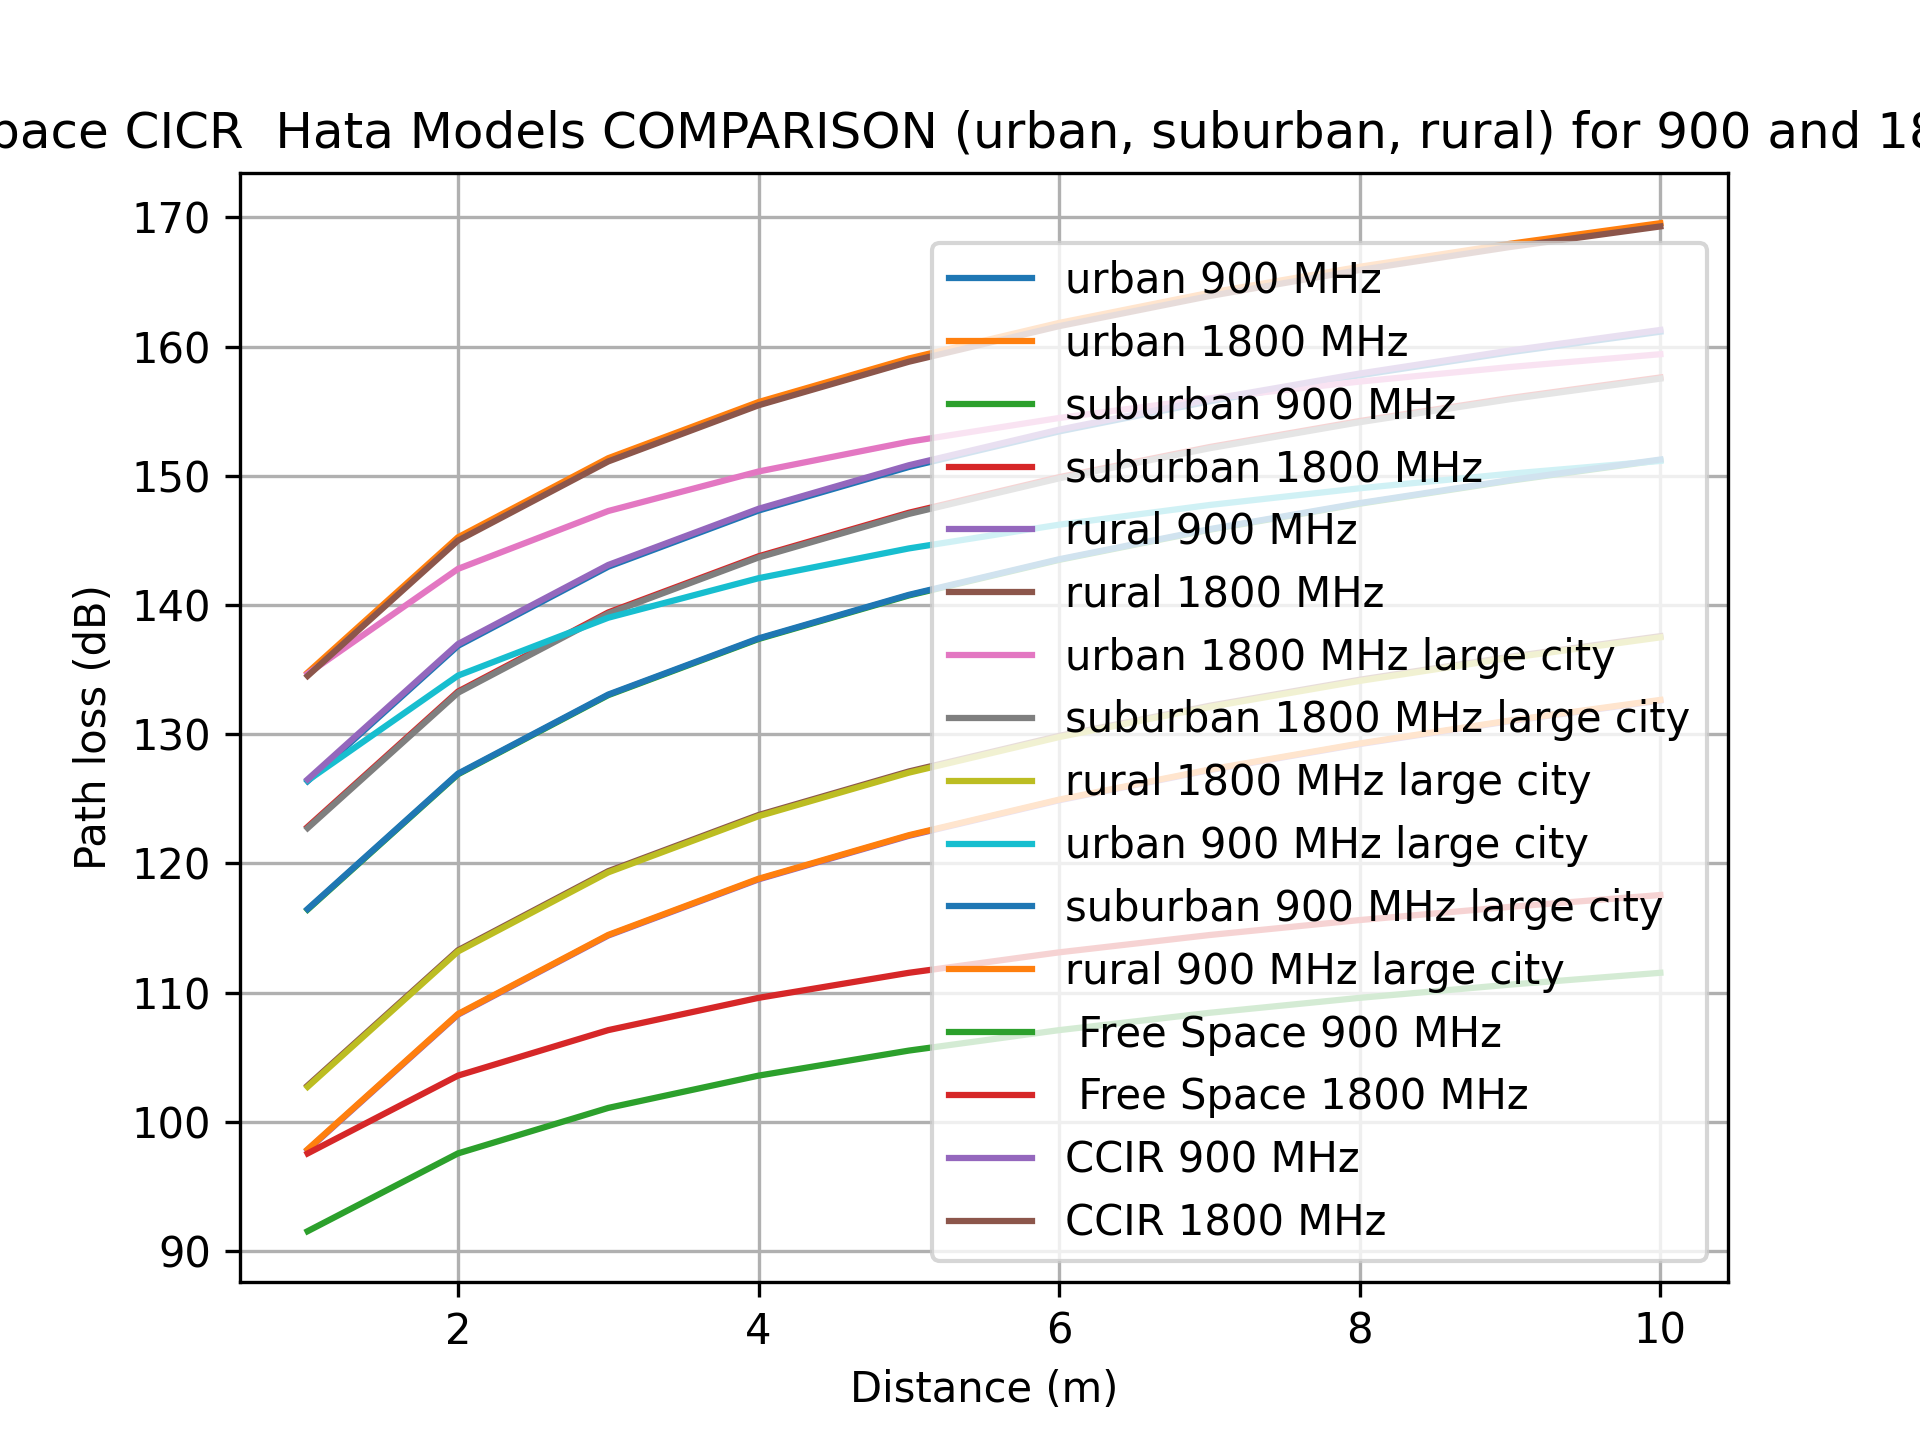 pace CICR  Hata Models COMPARISON (urban, suburban, rural) for 900 and 18
170
160
150
140
130
120
110
100
90
Path loss (dB)
urban 900 MHz
urban 1800 MHz
suburban 900 MHz
suburban 1800 MHz
rural 900 MHz
rural 1800 MHz
urban 1800 MHz large city
suburban 1800 MHz large city
rural 1800 MHz large city
urban 900 MHz large city
suburban 900 MHz large city
rural 900 MHz large city
Free Space 900 MHz
Free Space 1800 MHz
CCIR 900 MHz
CCIR 1800 MHz
2 4 6 8 10
Distance (m)